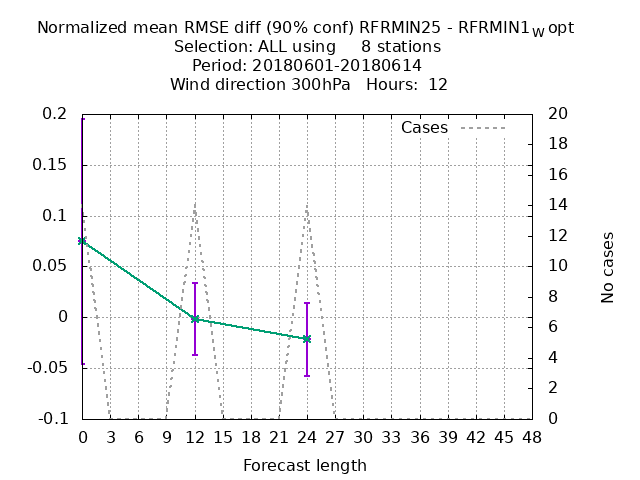 Normalized mean RMSE diff (90% conf) RFRMIN25 - RFRMIN1wopt
Selection: ALL using 8 stations
Period: 20180601-20180614
Wind direction 300hPa Hours: 12
0.2
0.15
0.1
0.05
0
-0.05
-0.1
Cases
20
18
16
14
12
10
8
6
4
2
0
No cases
0 3 6 9 12 15 18 21 24 27 30 33 36 39 42 45 48
Forecast length